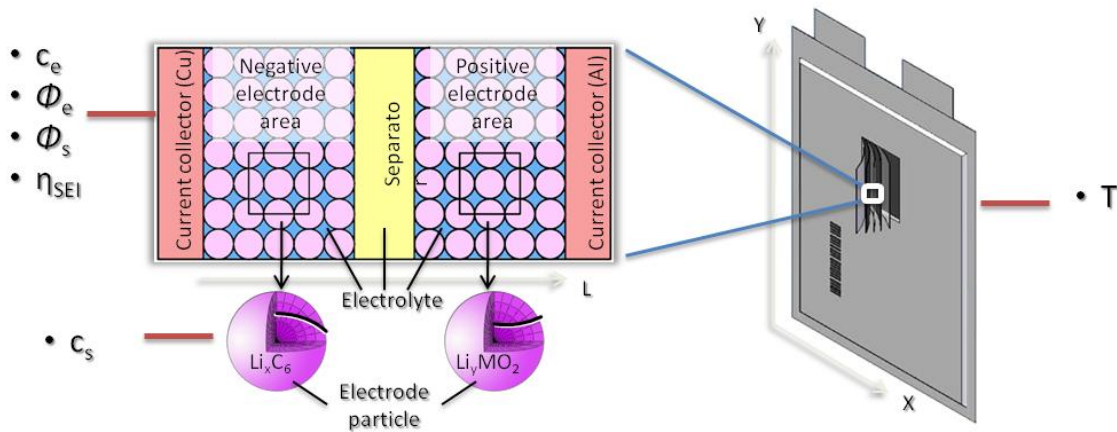 • cₑ
• Φₑ
• Φₛ
• ηSEI
Current collector (Cu)
Negative
electrode
area
Separato
Positive
electrode
area
Current collector (Al)
Electrolyte
L
• cₛ
LiₓC₆
LiyMO₂
Electrode
particle
Y
X
• T